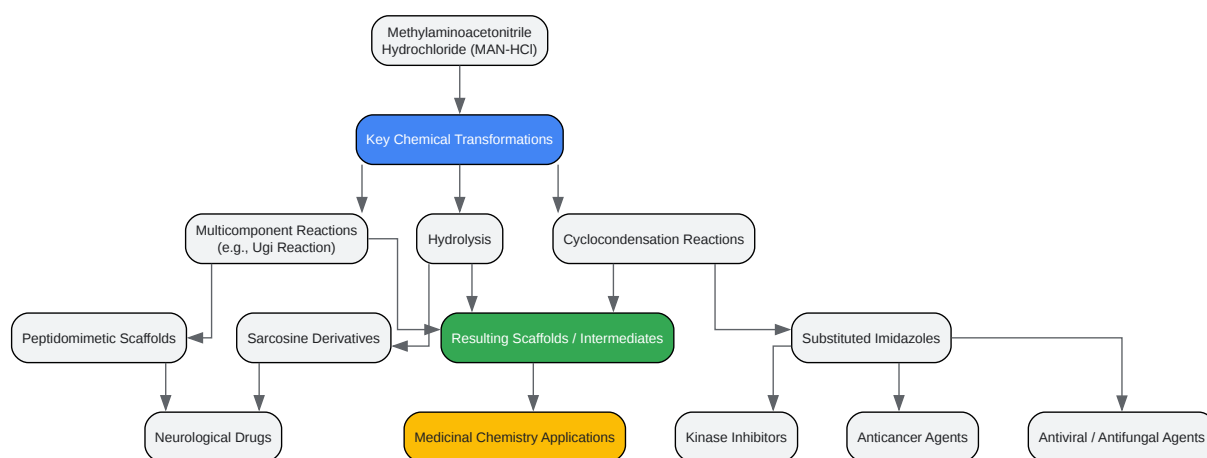 Methylaminoacetonitrile
Hydrochloride (MAN-HCl)
Key Chemical Transformations
Multicomponent Reactions
(e.g., Ugi Reaction)
Hydrolysis
Cyclocondensation Reactions
Peptidomimetic Scaffolds
Sarcosine Derivatives
Resulting Scaffolds / Intermediates
Substituted Imidazoles
Neurological Drugs
Medicinal Chemistry Applications
Kinase Inhibitors
Anticancer Agents
Antiviral / Antifungal Agents